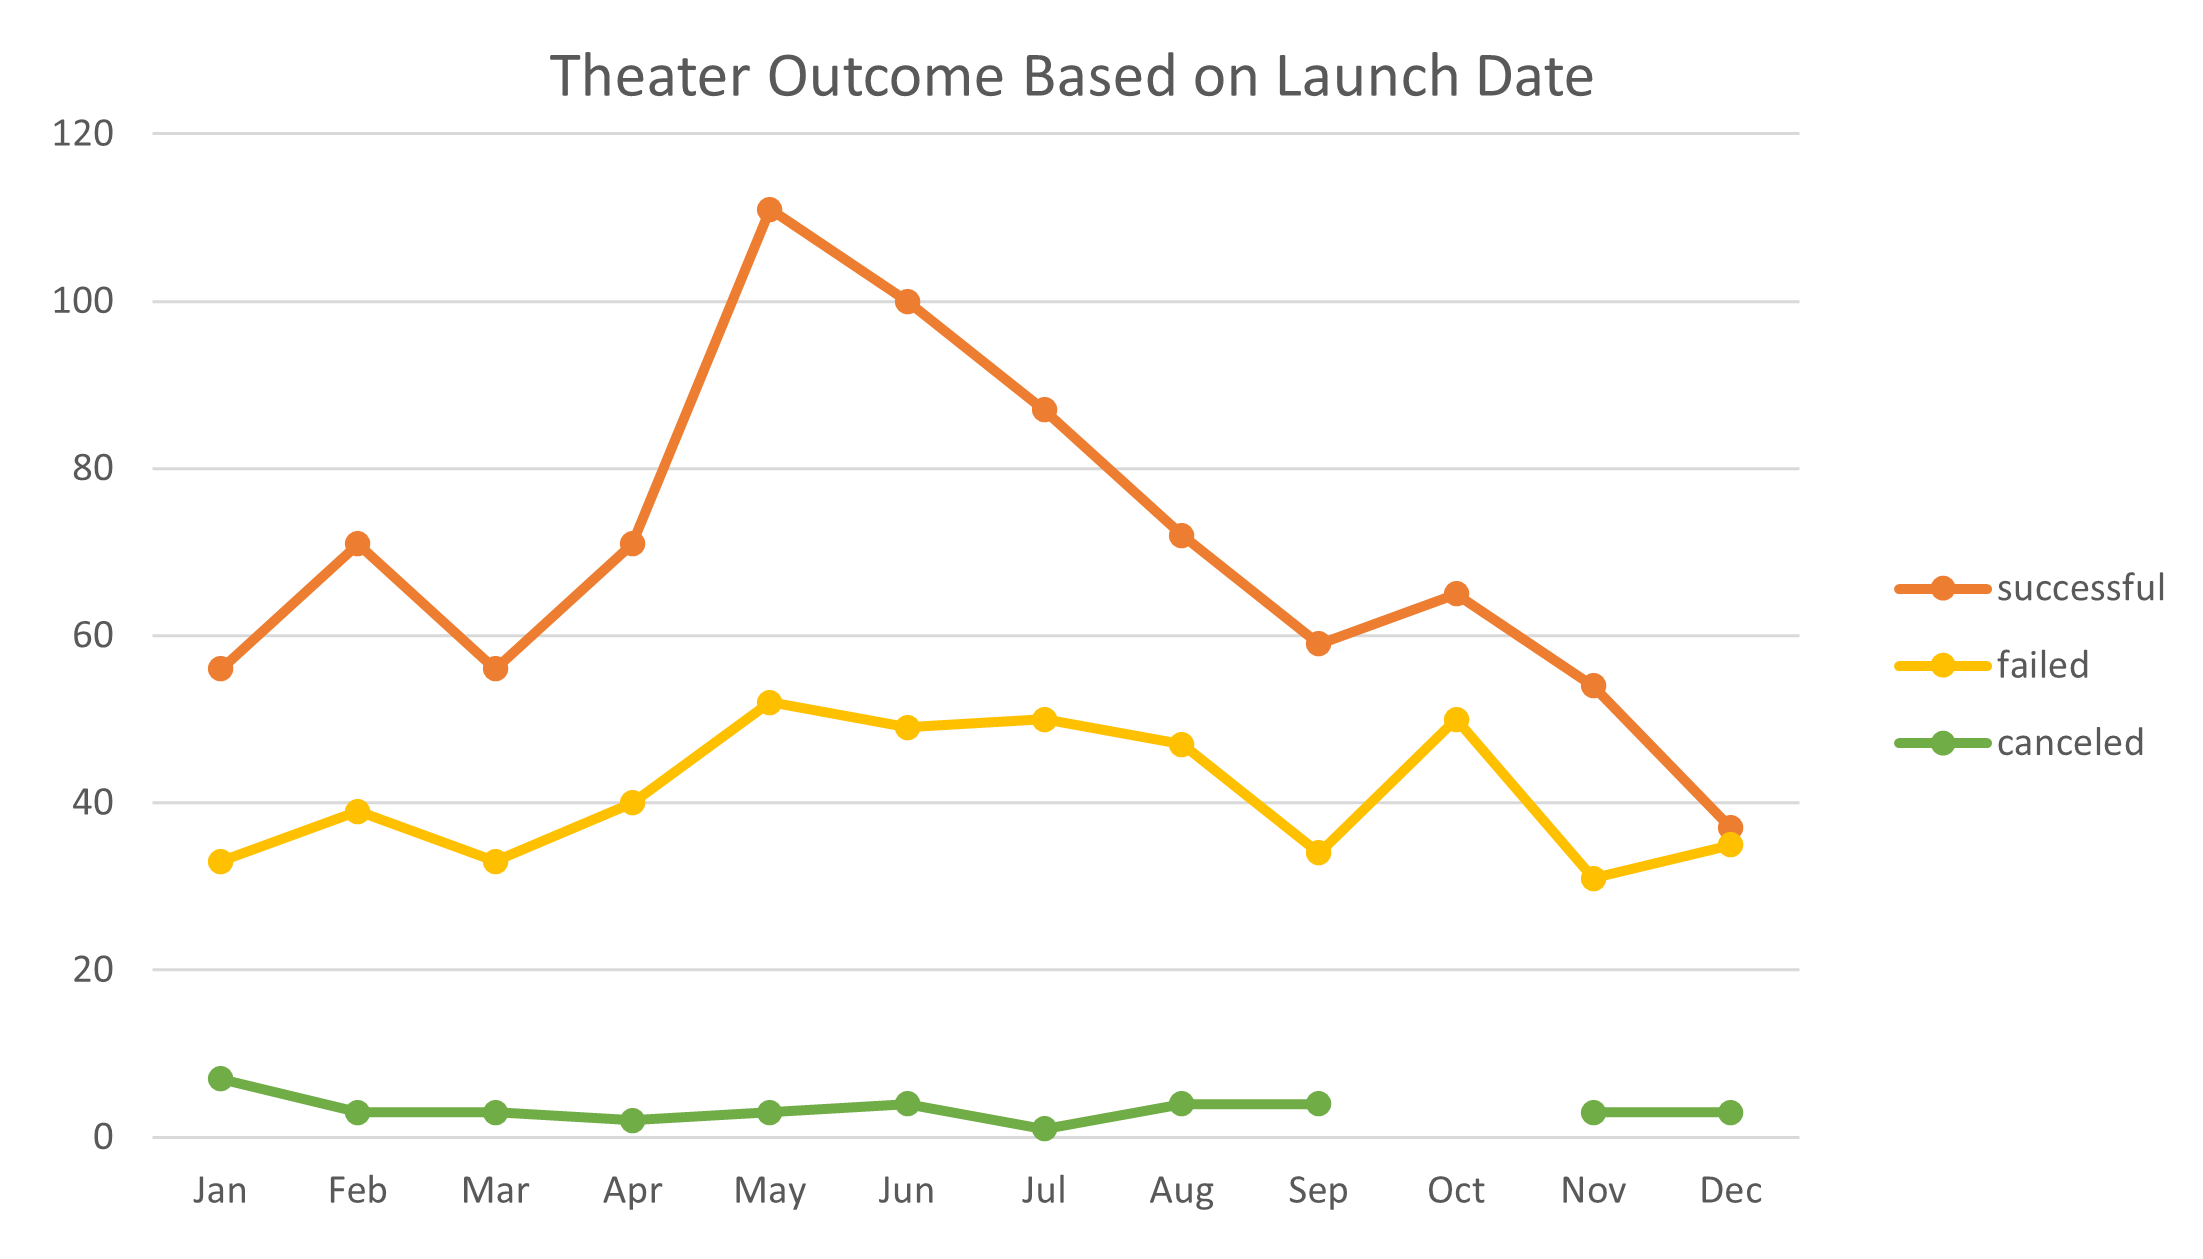 Theater Outcome Based on Launch Date
120
100
80
60
40
20
0
Jan Feb Mar Apr May Jun Jul Aug Sep Oct Nov Dec
successful
failed
canceled